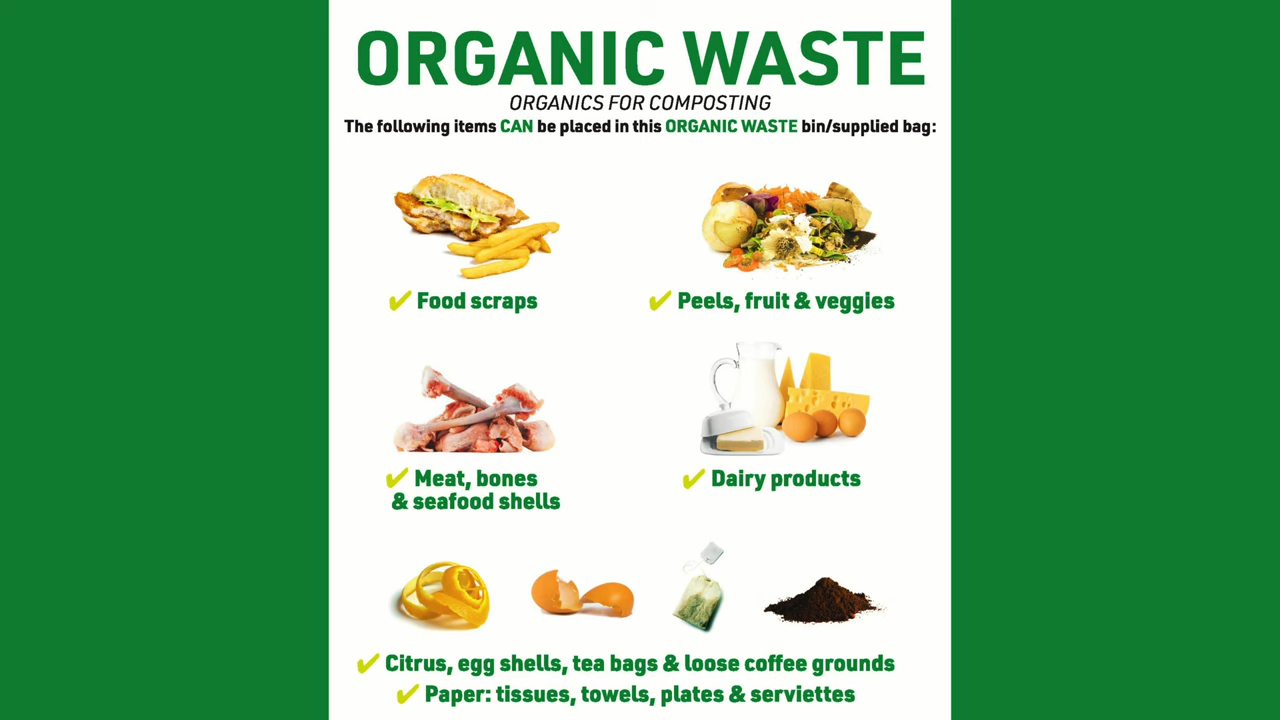 ORGANIC WASTE
ORGANICS FOR COMPOSTING
The following items CAN be placed in this ORGANIC WASTE bin/supplied bag:
✔ Food scraps
✔ Peels, fruit & veggies
✔ Meat, bones
& seafood shells
✔ Dairy products
✔ Citrus, egg shells, tea bags & loose coffee grounds
✔ Paper: tissues, towels, plates & serviettes